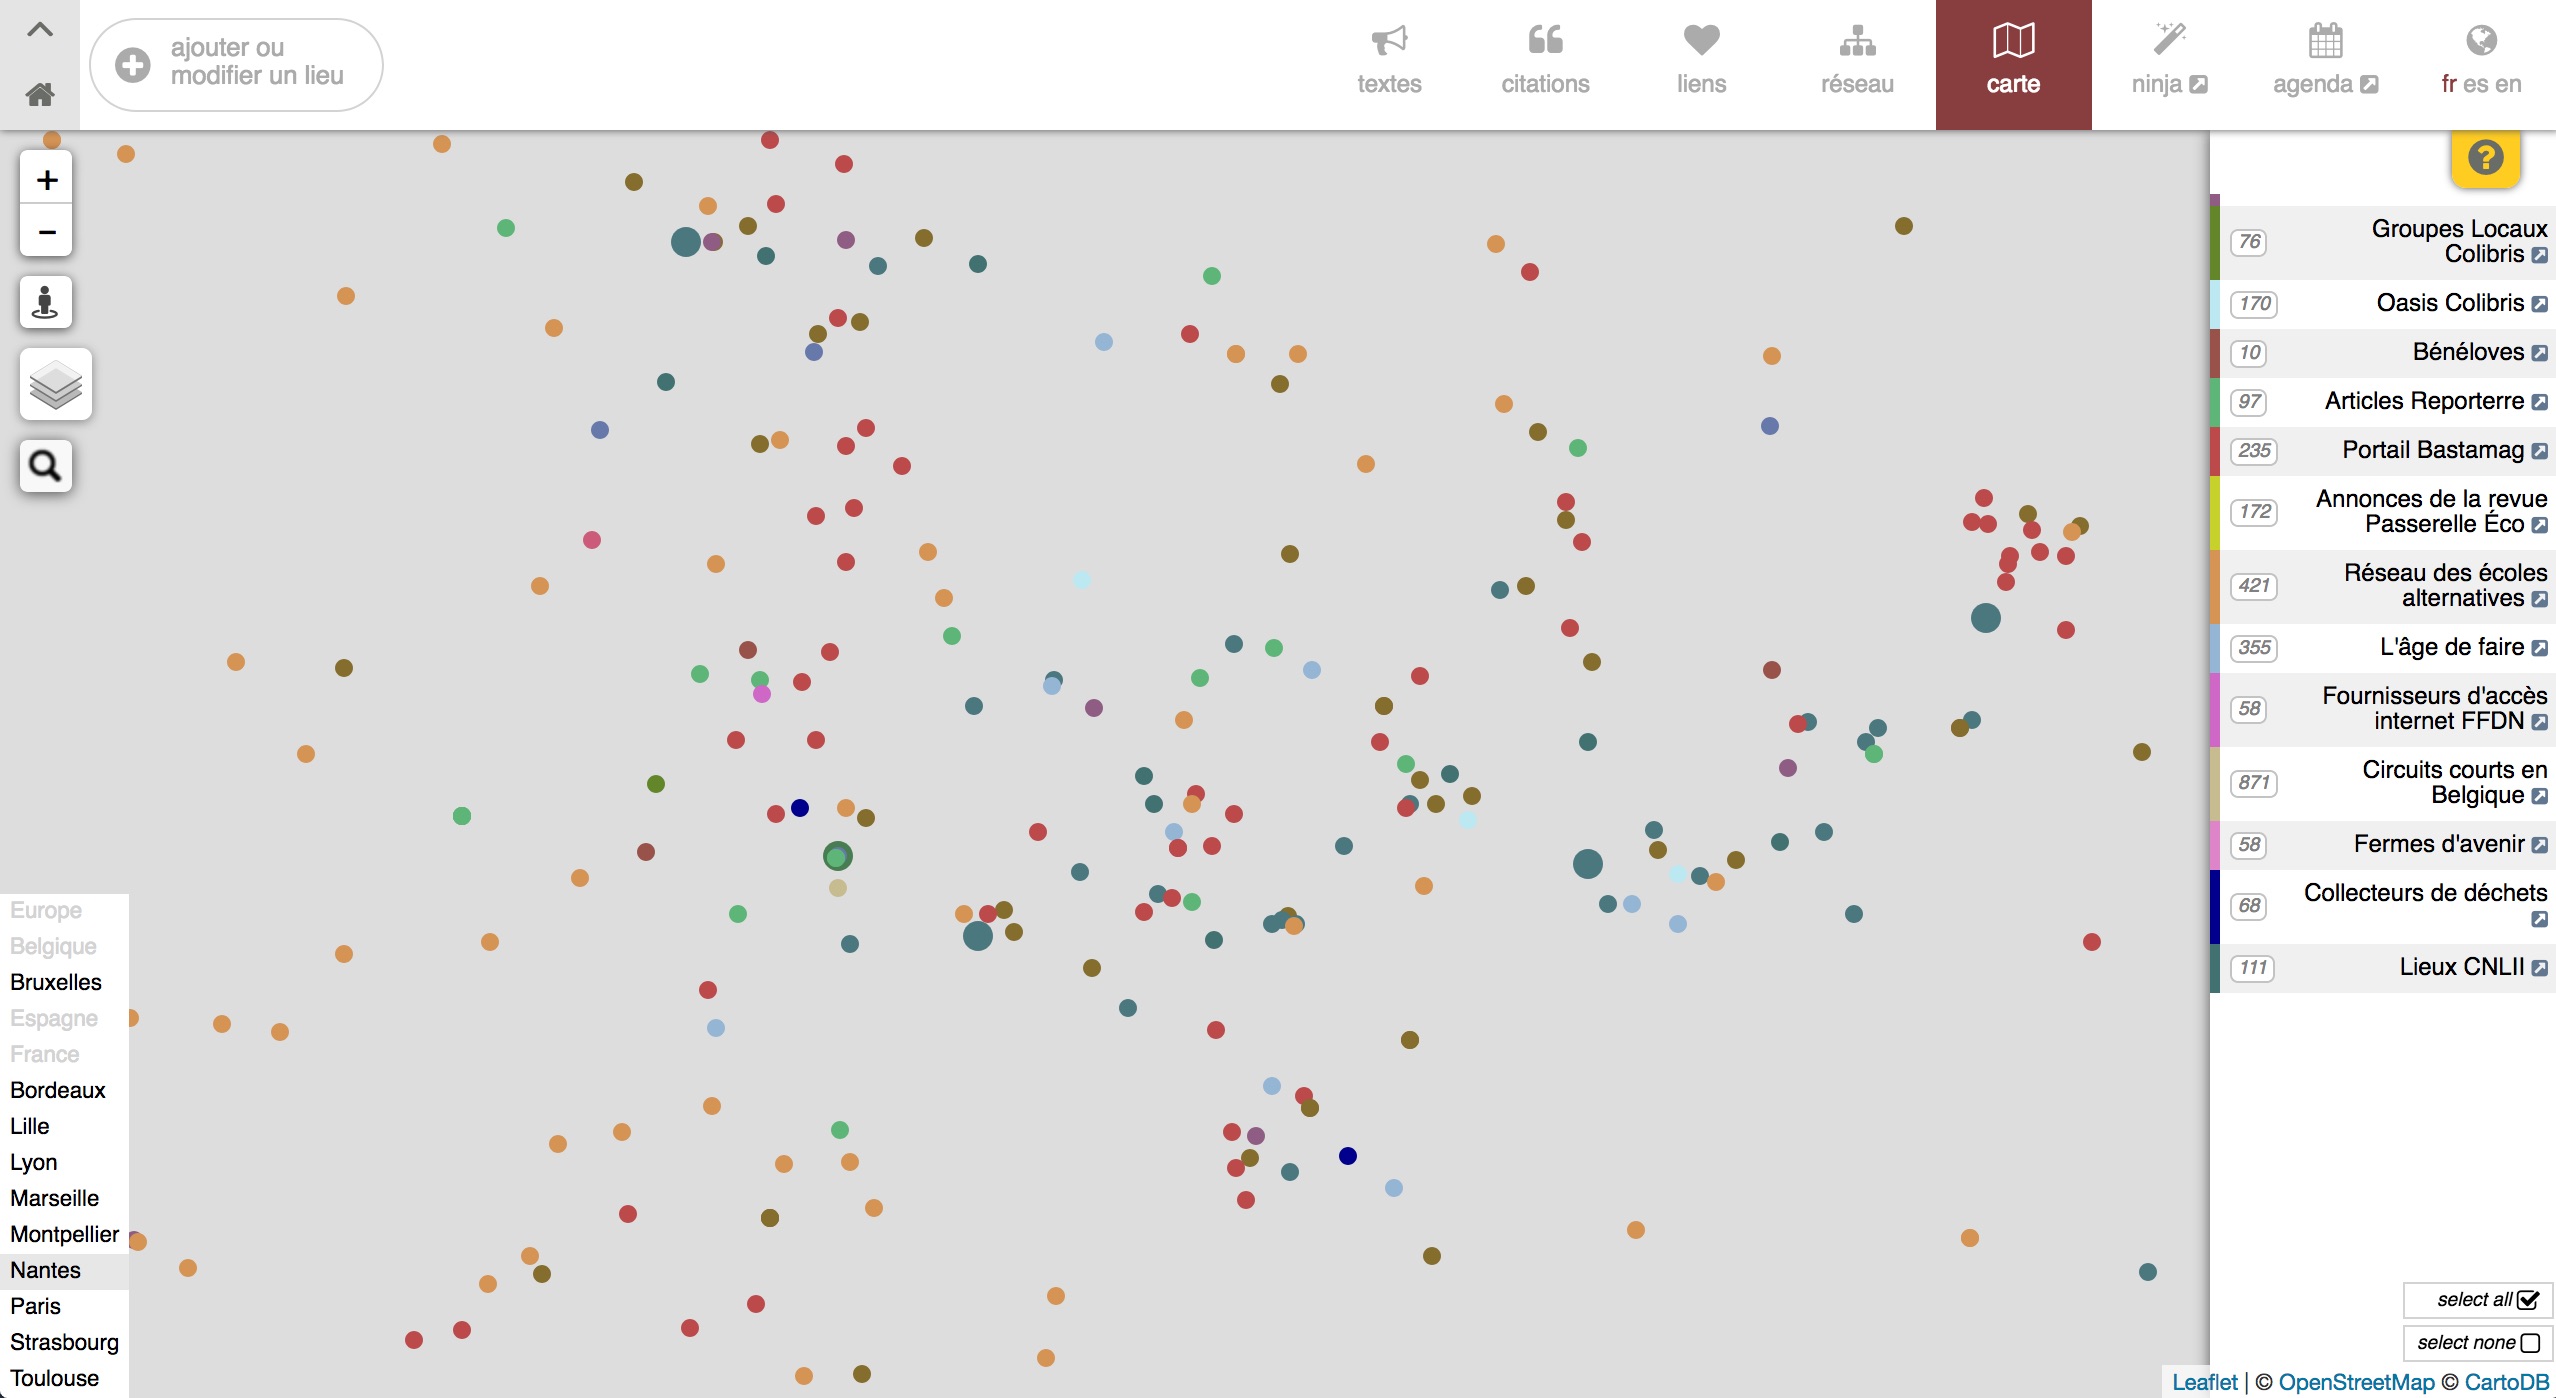 ajouter ou
modifier un lieu
textes
citations
liens
réseau
carte
ninja
agenda
fr es en
+
−
?
76
Groupes Locaux
Colibris
170
Oasis Colibris
10
Bénéloves
97
Articles Reporterre
235
Portail Bastamag
172
Annonces de la revue
Passerelle Éco
421
Réseau des écoles
alternatives
355
L'âge de faire
58
Fournisseurs d'accès
internet FFDN
871
Circuits courts en
Belgique
58
Fermes d'avenir
68
Collecteurs de déchets
111
Lieux CNLII
Europe
Belgique
Bruxelles
Espagne
France
Bordeaux
Lille
Lyon
Marseille
Montpellier
Nantes
Paris
Strasbourg
Toulouse
select all
select none
Leaflet | © OpenStreetMap © CartoDB